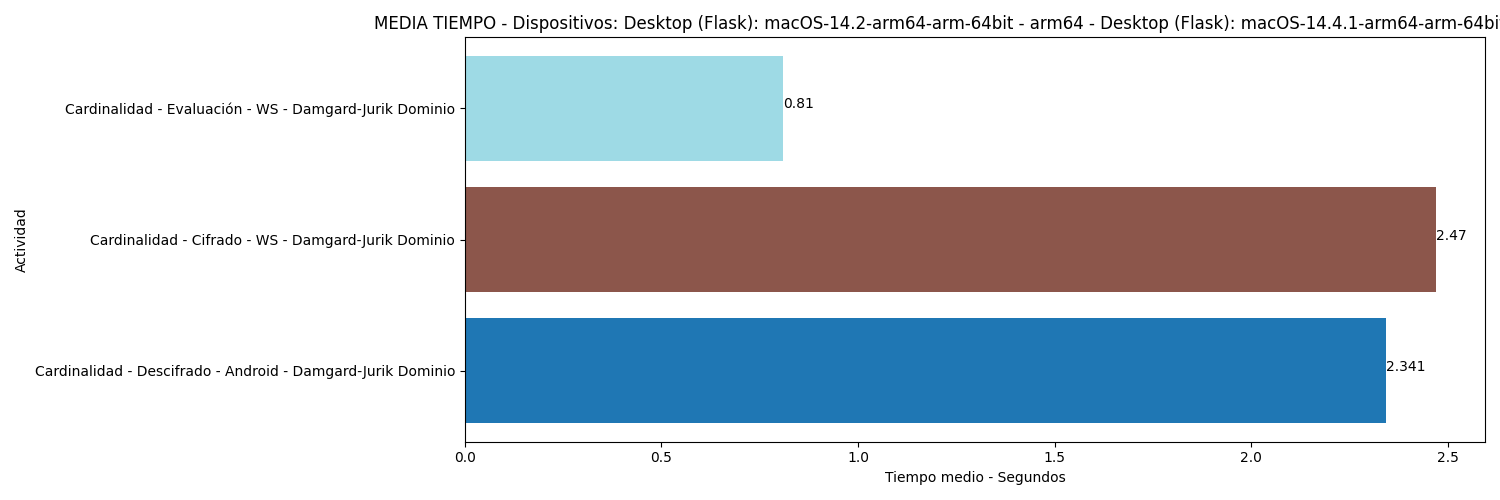 MEDIA TIEMPO - Dispositivos: Desktop (Flask): macOS-14.2-arm64-arm-64bit - arm64 - Desktop (Flask): macOS-14.4.1-arm64-arm-64bi
Cardinalidad - Evaluación - WS - Damgard-Jurik Dominio
0.81
Cardinalidad - Cifrado - WS - Damgard-Jurik Dominio
2.47
Cardinalidad - Descifrado - Android - Damgard-Jurik Dominio
2.341
Actividad
0.0 0.5 1.0 1.5 2.0 2.5
Tiempo medio - Segundos